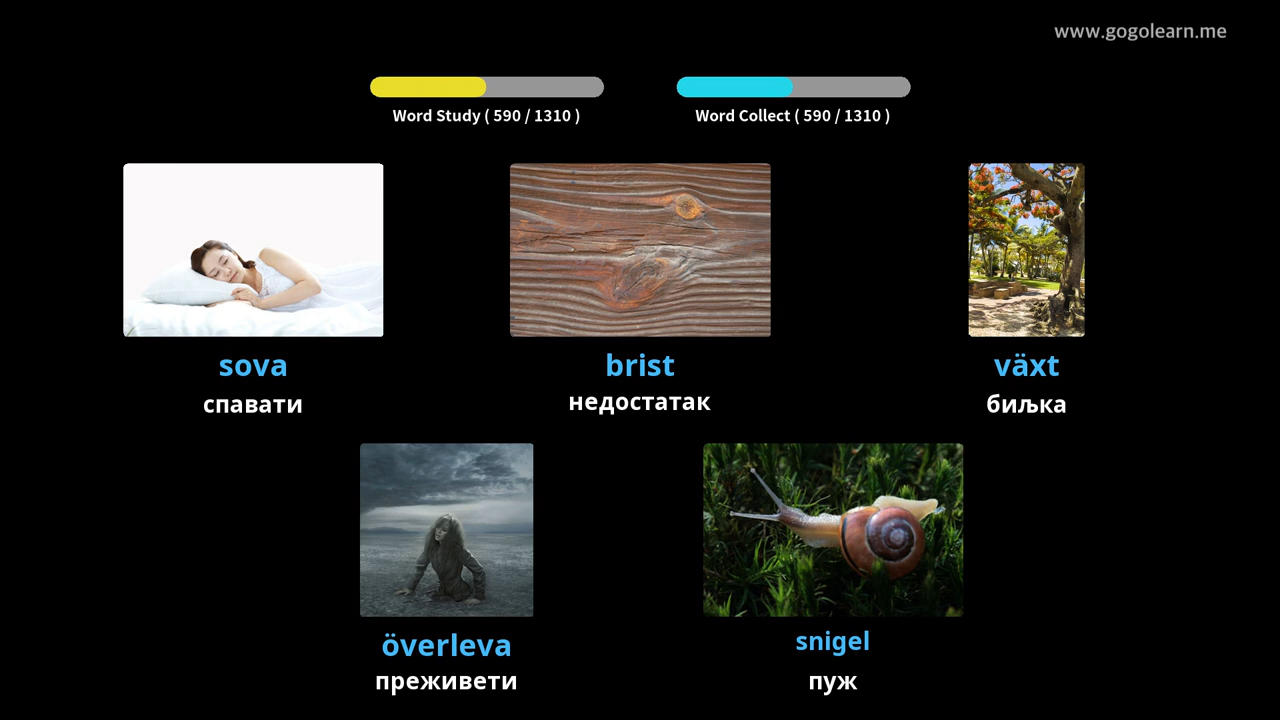 www.gogolearn.me
Word Study ( 590 / 1310 )
Word Collect ( 590 / 1310 )
sova
спавати
brist
недостатак
växt
биљка
överleva
преживети
snigel
пуж